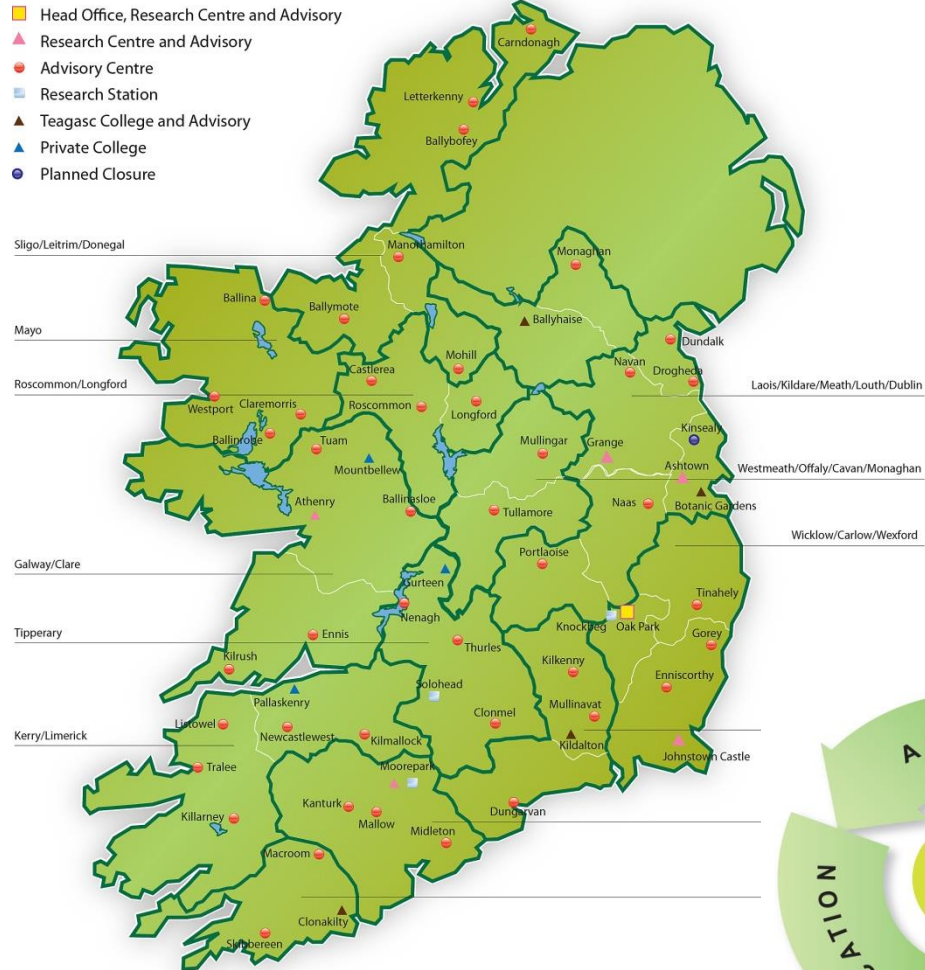 Head Office, Research Centre and Advisory
Research Centre and Advisory
Advisory Centre
Research Station
Teagasc College and Advisory
Private College
Planned Closure
Carndonagh
Letterkenny
Ballybofey
Sligo/Leitrim/Donegal
Manorhamilton
Monaghan
Ballina
Ballymote
Ballyhaise
Mayo
Dundalk
Mohill
Navan
Castlerea
Drogheda
Roscommon/Longford
Laois/Kildare/Meath/Louth/Dublin
Westport
Claremorris
Roscommon
Longford
Kinsealy
Ballinrobe
Tuam
Mullingar
Grange
Mountbellew
Ashtown
Westmeath/Offaly/Cavan/Monaghan
Athenry
Ballinasloe
Tullamore
Naas
Botanic Gardens
Wicklow/Carlow/Wexford
Portlaoise
Galway/Clare
Gurteen
Tinahely
Nenagh
Knockbeg
Oak Park
Tipperary
Ennis
Thurles
Gorey
Kilrush
Kilkenny
Solohead
Enniscorthy
Pallaskenry
Mullinavat
Listowel
Clonmel
Kerry/Limerick
Newcastlewest
Kilmallock
Kildalton
Johnstown Castle
Tralee
Moorepark
Kanturk
Dungarvan
Killarney
Mallow
Midleton
Macroom
Clonakilty
Skibbereen
A
CATION